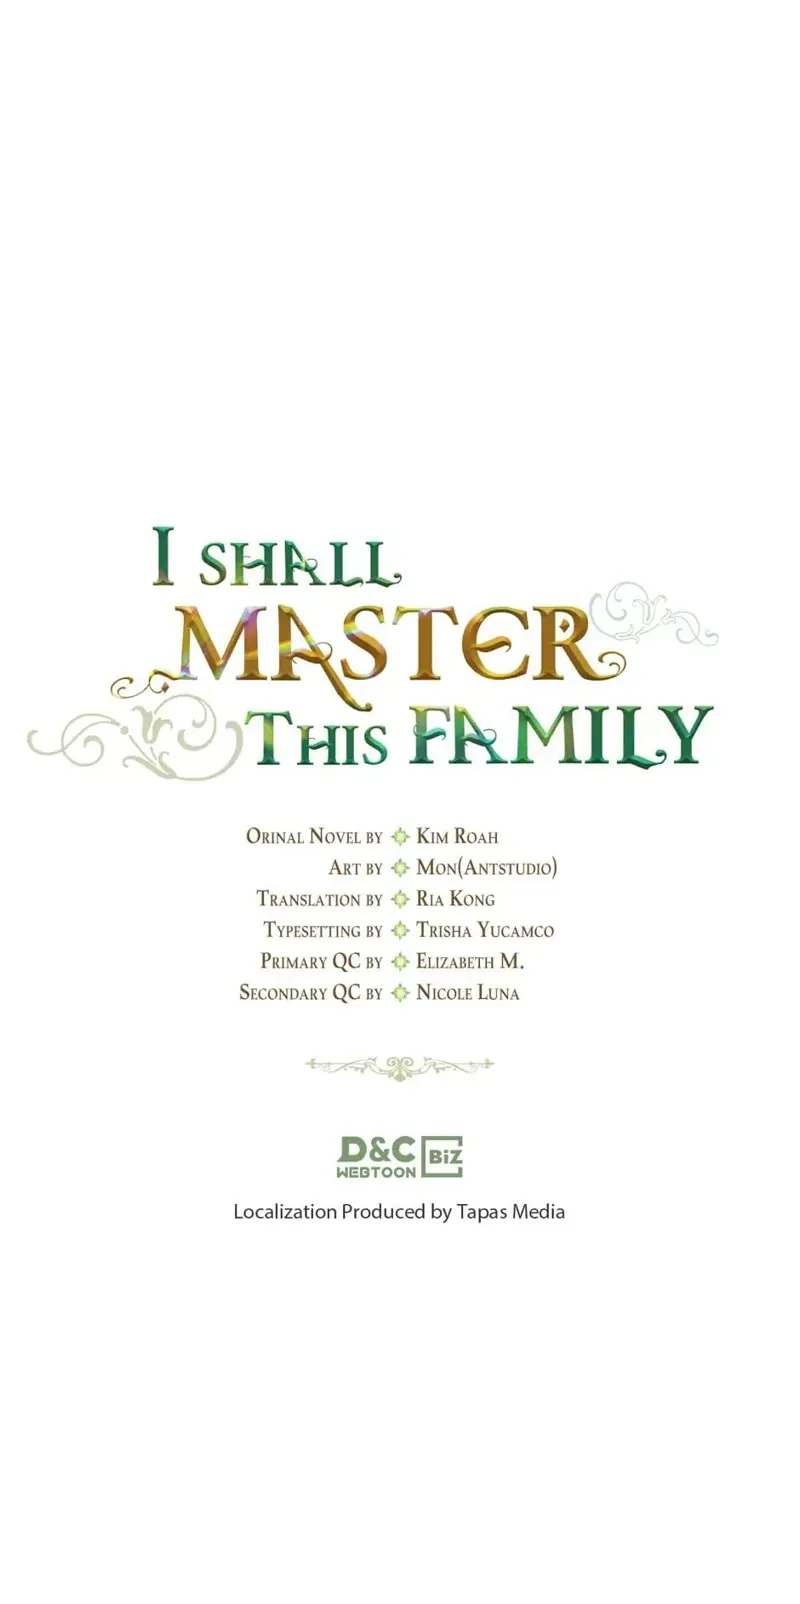 I SHALL
MASTER
THIS FAMILY
ORINAL NOVEL BY KIM ROAH
ART BY MON(ANTSTUDIO)
TRANSLATION BY RIA KONG
TYPESETTING BY TRISHA YUCAMCO
PRIMARY QC BY ELIZABETH M.
SECONDARY QC BY NICOLE LUNA
D&C BiZ
WEBTOON
Localization Produced by Tapas Media